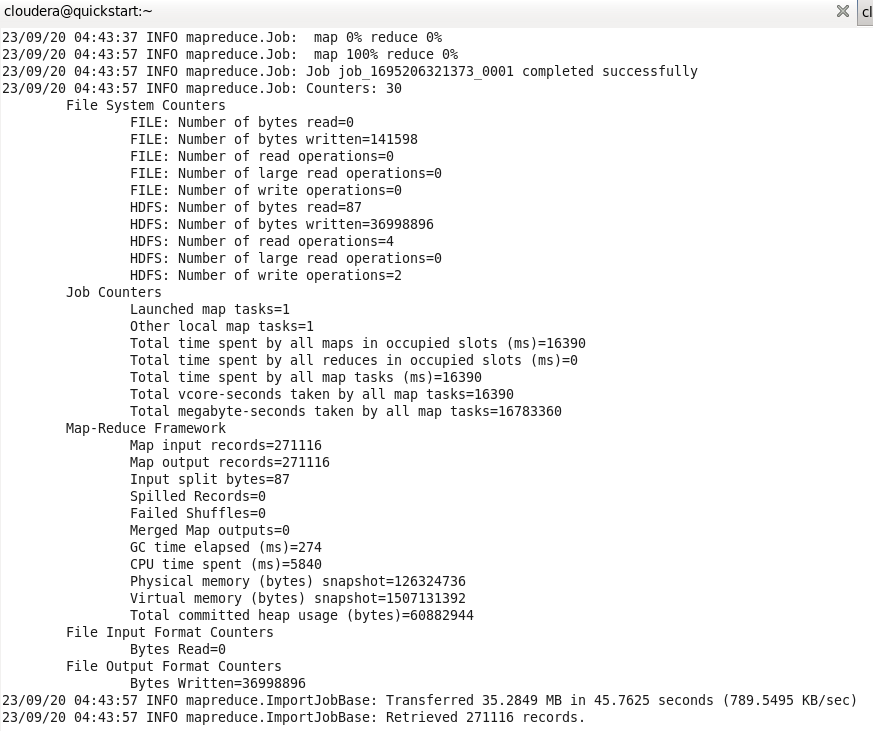 cloudera@quickstart:~
cl
23/09/20 04:43:37 INFO mapreduce.Job:  map 0% reduce 0%
23/09/20 04:43:57 INFO mapreduce.Job:  map 100% reduce 0%
23/09/20 04:43:57 INFO mapreduce.Job: Job job_1695206321373_0001 completed successfully
23/09/20 04:43:57 INFO mapreduce.Job: Counters: 30
File System Counters
FILE: Number of bytes read=0
FILE: Number of bytes written=141598
FILE: Number of read operations=0
FILE: Number of large read operations=0
FILE: Number of write operations=0
HDFS: Number of bytes read=87
HDFS: Number of bytes written=36998896
HDFS: Number of read operations=4
HDFS: Number of large read operations=0
HDFS: Number of write operations=2
Job Counters
Launched map tasks=1
Other local map tasks=1
Total time spent by all maps in occupied slots (ms)=16390
Total time spent by all reduces in occupied slots (ms)=0
Total time spent by all map tasks (ms)=16390
Total vcore-seconds taken by all map tasks=16390
Total megabyte-seconds taken by all map tasks=16783360
Map-Reduce Framework
Map input records=271116
Map output records=271116
Input split bytes=87
Spilled Records=0
Failed Shuffles=0
Merged Map outputs=0
GC time elapsed (ms)=274
CPU time spent (ms)=5840
Physical memory (bytes) snapshot=126324736
Virtual memory (bytes) snapshot=1507131392
Total committed heap usage (bytes)=60882944
File Input Format Counters
Bytes Read=0
File Output Format Counters
Bytes Written=36998896
23/09/20 04:43:57 INFO mapreduce.ImportJobBase: Transferred 35.2849 MB in 45.7625 seconds (789.5495 KB/sec)
23/09/20 04:43:57 INFO mapreduce.ImportJobBase: Retrieved 271116 records.